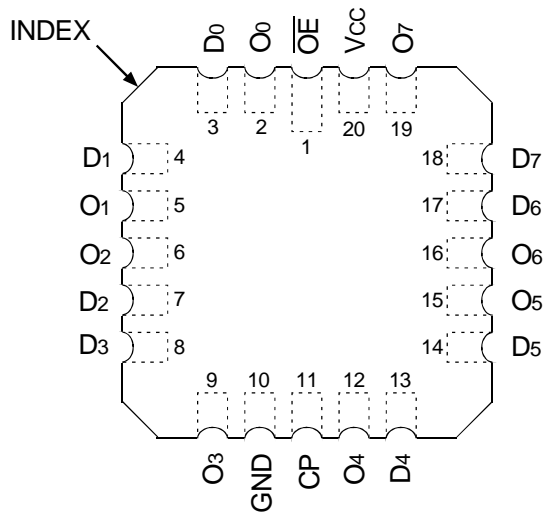 INDEX
D0 O0 O̅E̅ VCC O7
3 2 1 20 19
D1 4 18 D7
O1 5 17 D6
O2 6 16 O6
D2 7 15 O5
D3 8 14 D5
9 10 11 12 13
O3 GND CP O4 D4